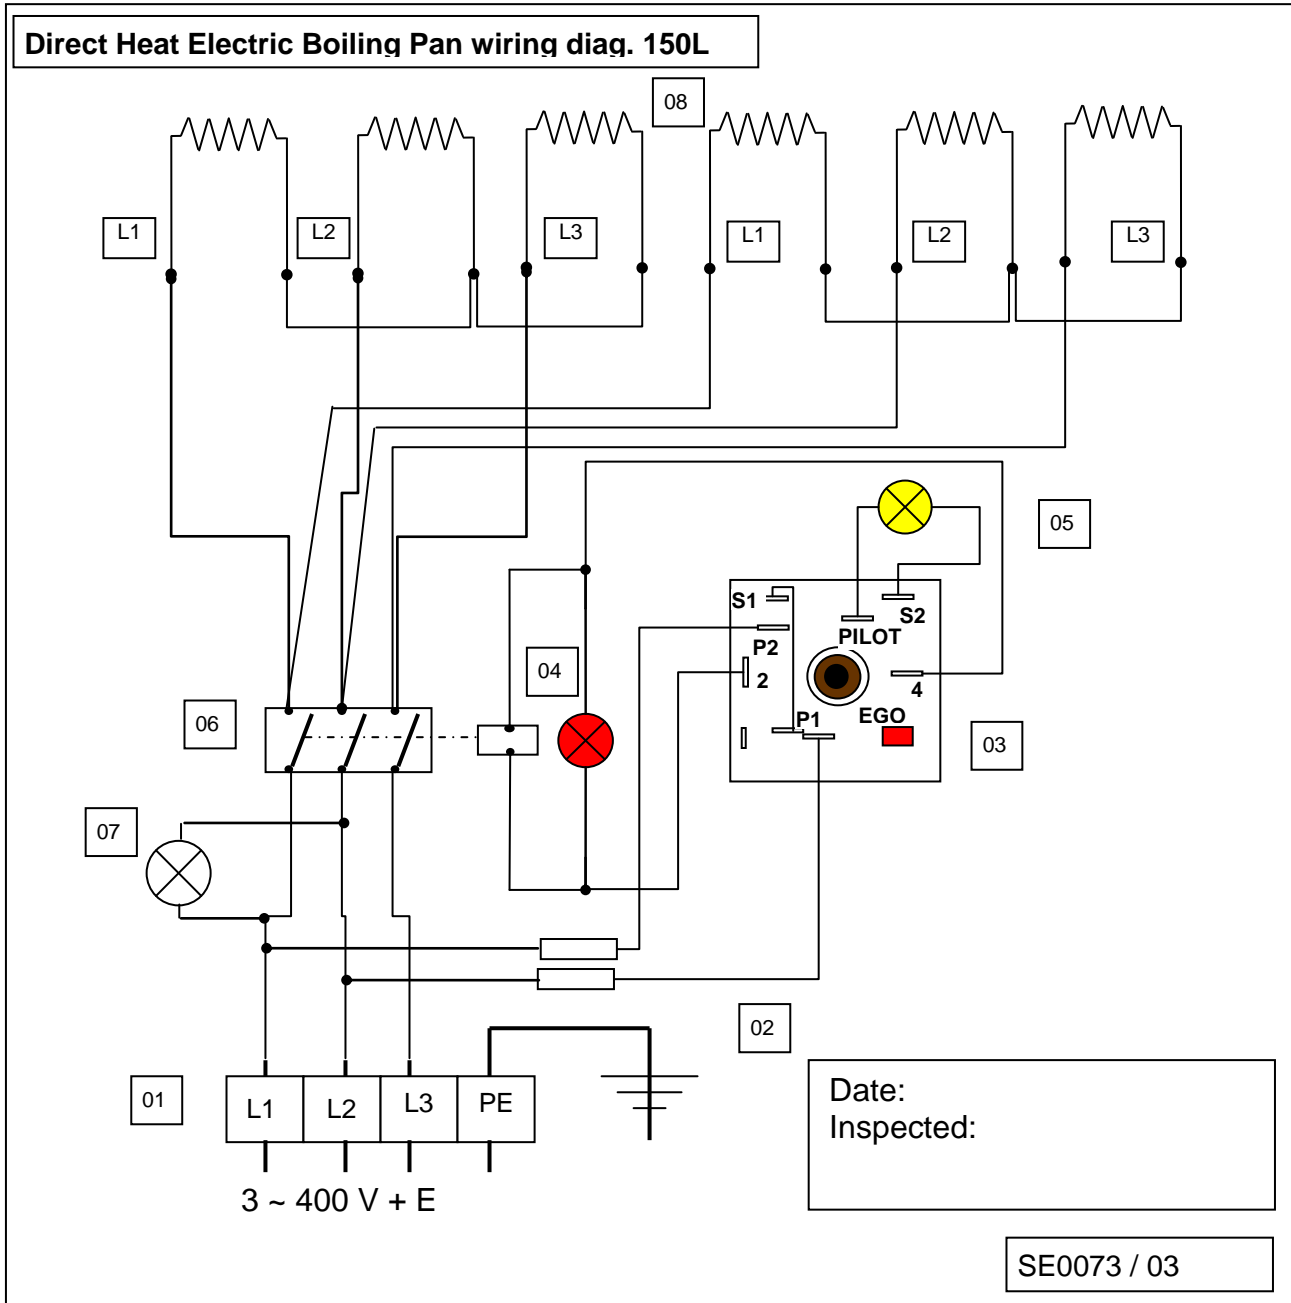 Direct Heat Electric Boiling Pan wiring diag. 150L
08
L1
L2
L3
L1
L2
L3
05
S1
S2
PILOT
P2
2
4
04
06
P1
EGO
03
07
02
01
L1
L2
L3
PE
3 ~ 400 V + E
Date:
Inspected:
SE0073 / 03